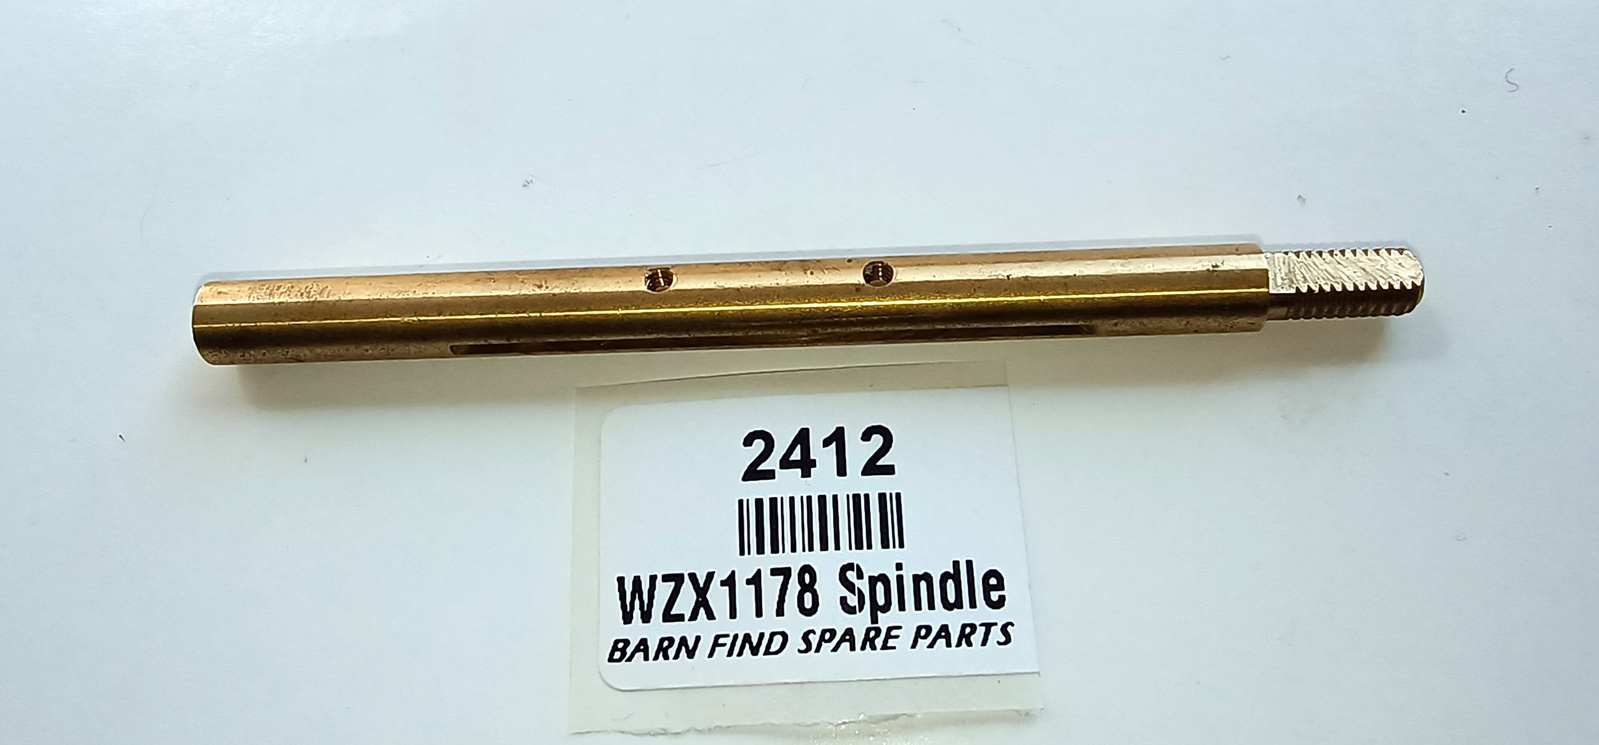 2412
WZX1178 Spindle
BARN FIND SPARE PARTS